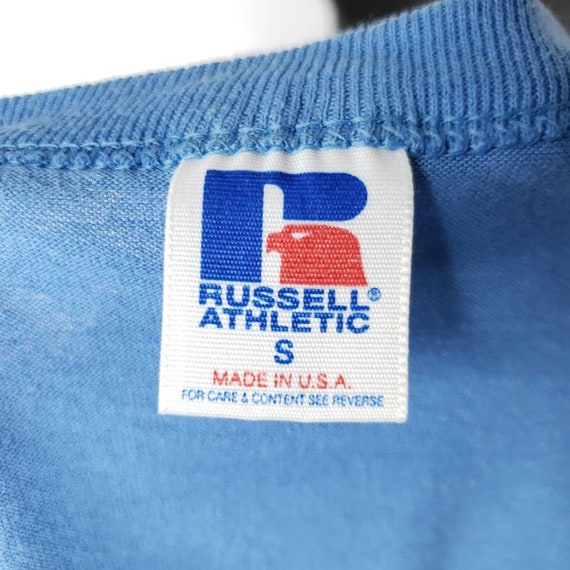 R
RUSSELL®
ATHLETIC
S
MADE IN U.S.A.
FOR CARE & CONTENT SEE REVERSE